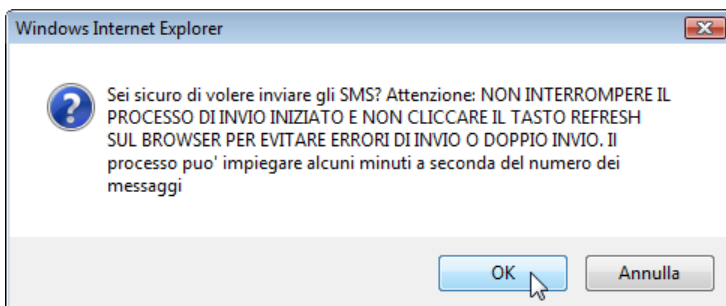 Windows Internet Explorer
Sei sicuro di volere inviare gli SMS? Attenzione: NON INTERROMPERE IL
PROCESSO DI INVIO INIZIATO E NON CLICCARE IL TASTO REFRESH
SUL BROWSER PER EVITARE ERRORI DI INVIO O DOPPIO INVIO. Il
processo puo' impiegare alcuni minuti a seconda del numero dei
messaggi
OK
Annulla